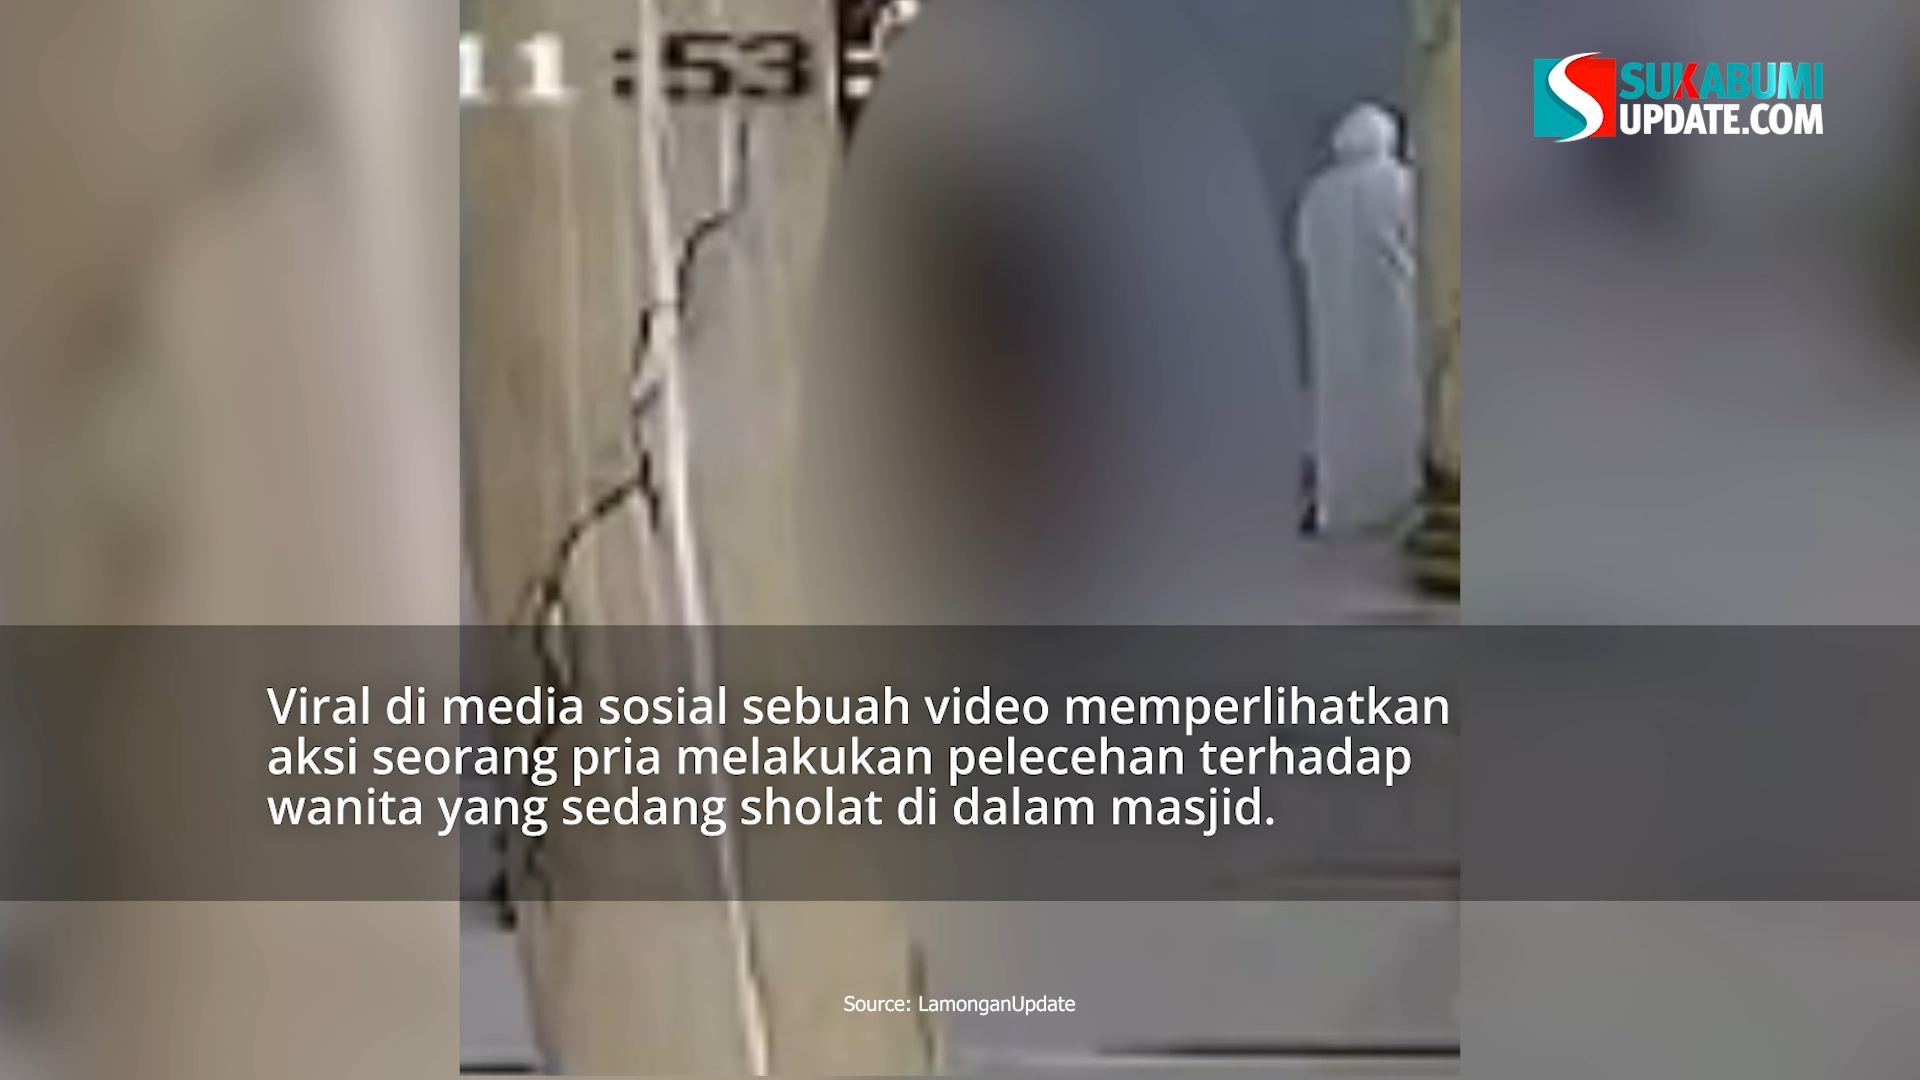 11:53:
SUKABUMI
UPDATE.COM
Viral di media sosial sebuah video memperlihatkan
aksi seorang pria melakukan pelecehan terhadap
wanita yang sedang sholat di dalam masjid.
Source: LamonganUpdate